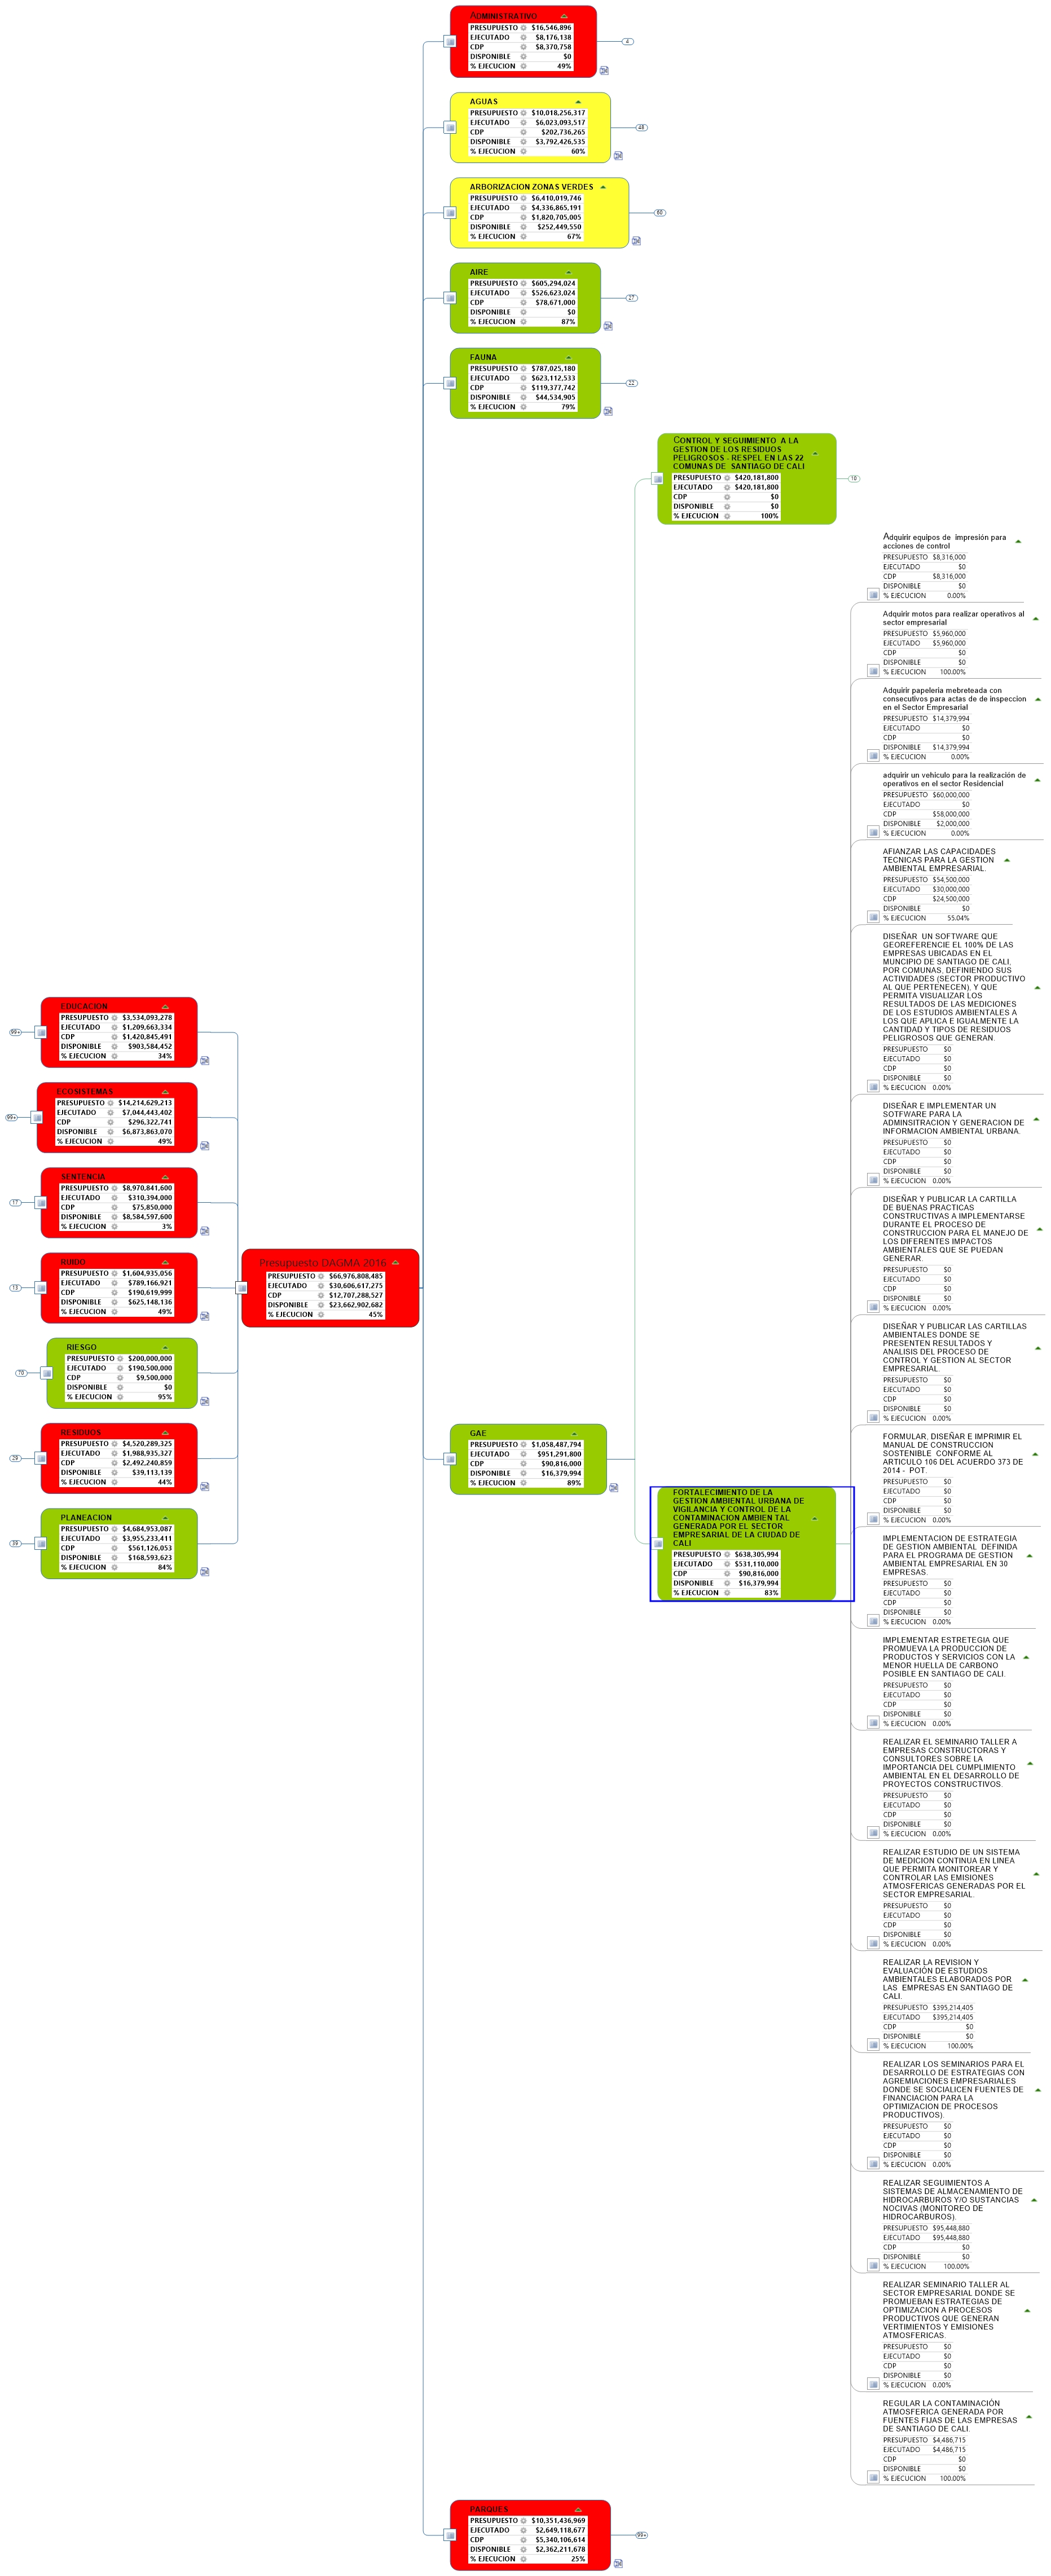 ADMINISTRATIVO
PRESUPUESTO $16,546,896
EJECUTADO $8,176,138
CDP $8,370,758
DISPONIBLE $0
% EJECUCION 49%
4
AGUAS
PRESUPUESTO $10,018,256,317
EJECUTADO $6,023,093,517
CDP $202,736,265
DISPONIBLE $3,792,426,535
% EJECUCION 60%
48
ARBORIZACION ZONAS VERDES
PRESUPUESTO $6,410,019,746
EJECUTADO $4,336,865,191
CDP $1,820,705,005
DISPONIBLE $252,449,550
% EJECUCION 67%
60
AIRE
PRESUPUESTO $605,294,024
EJECUTADO $526,623,024
CDP $78,671,000
DISPONIBLE $0
% EJECUCION 87%
27
FAUNA
PRESUPUESTO $787,025,180
EJECUTADO $623,112,533
CDP $119,377,742
DISPONIBLE $44,534,905
% EJECUCION 79%
22
CONTROL Y SEGUIMIENTO A LA
GESTION DE LOS RESIDUOS
PELIGROSOS - RESPEL EN LAS 22
COMUNAS DE SANTIAGO DE CALI
PRESUPUESTO $420,181,800
EJECUTADO $420,181,800
CDP $0
DISPONIBLE $0
% EJECUCION 100%
10
Adquirir equipos de impresión para
acciones de control
PRESUPUESTO $8,316,000
EJECUTADO $0
CDP $8,316,000
DISPONIBLE $0
% EJECUCION 0.00%
Adquirir motos para realizar operativos al
sector empresarial
PRESUPUESTO $5,960,000
EJECUTADO $5,960,000
CDP $0
DISPONIBLE $0
% EJECUCION 100.00%
Adquirir papeleria mebreteada con
consecutivos para actas de de inspeccion
en el Sector Empresarial
PRESUPUESTO $14,379,994
EJECUTADO $0
CDP $0
DISPONIBLE $14,379,994
% EJECUCION 0.00%
adquirir un vehiculo para la realización de
operativos en el sector Residencial
PRESUPUESTO $60,000,000
EJECUTADO $0
CDP $58,000,000
DISPONIBLE $2,000,000
% EJECUCION 0.00%
AFIANZAR LAS CAPACIDADES
TECNICAS PARA LA GESTION
AMBIENTAL EMPRESARIAL.
PRESUPUESTO $54,500,000
EJECUTADO $30,000,000
CDP $24,500,000
DISPONIBLE $0
% EJECUCION 55.04%
DISEÑAR UN SOFTWARE QUE
GEOREFERENCIE EL 100% DE LAS
EMPRESAS UBICADAS EN EL
MUNCIPIO DE SANTIAGO DE CALI,
POR COMUNAS, DEFINIENDO SUS
ACTIVIDADES (SECTOR PRODUCTIVO
AL QUE PERTENECEN), Y QUE
PERMITA VISUALIZAR LOS
RESULTADOS DE LAS MEDICIONES
DE LOS ESTUDIOS AMBIENTALES A
LOS QUE APLICA E IGUALMENTE LA
CANTIDAD Y TIPOS DE RESIDUOS
PELIGROSOS QUE GENERAN.
PRESUPUESTO $0
EJECUTADO $0
CDP $0
DISPONIBLE $0
% EJECUCION 0.00%
DISEÑAR E IMPLEMENTAR UN
SOTFWARE PARA LA
ADMINSITRACION Y GENERACION DE
INFORMACION AMBIENTAL URBANA.
PRESUPUESTO $0
EJECUTADO $0
CDP $0
DISPONIBLE $0
% EJECUCION 0.00%
DISEÑAR Y PUBLICAR LA CARTILLA
DE BUENAS PRACTICAS
CONSTRUCTIVAS A IMPLEMENTARSE
DURANTE EL PROCESO DE
CONSTRUCCION PARA EL MANEJO DE
LOS DIFERENTES IMPACTOS
AMBIENTALES QUE SE PUEDAN
GENERAR.
PRESUPUESTO $0
EJECUTADO $0
CDP $0
DISPONIBLE $0
% EJECUCION 0.00%
DISEÑAR Y PUBLICAR LAS CARTILLAS
AMBIENTALES DONDE SE
PRESENTEN RESULTADOS Y
ANALISIS DEL PROCESO DE
CONTROL Y GESTION AL SECTOR
EMPRESARIAL.
PRESUPUESTO $0
EJECUTADO $0
CDP $0
DISPONIBLE $0
% EJECUCION 0.00%
FORMULAR, DISEÑAR E IMPRIMIR EL
MANUAL DE CONSTRUCCION
SOSTENIBLE CONFORME AL
ARTICULO 106 DEL ACUERDO 373 DE
2014 - POT.
PRESUPUESTO $0
EJECUTADO $0
CDP $0
DISPONIBLE $0
% EJECUCION 0.00%
IMPLEMENTACION DE ESTRATEGIA
DE GESTION AMBIENTAL DEFINIDA
PARA EL PROGRAMA DE GESTION
AMBIENTAL EMPRESARIAL EN 30
EMPRESAS.
PRESUPUESTO $0
EJECUTADO $0
CDP $0
DISPONIBLE $0
% EJECUCION 0.00%
IMPLEMENTAR ESTRETEGIA QUE
PROMUEVA LA PRODUCCION DE
PRODUCTOS Y SERVICIOS CON LA
MENOR HUELLA DE CARBONO
POSIBLE EN SANTIAGO DE CALI.
PRESUPUESTO $0
EJECUTADO $0
CDP $0
DISPONIBLE $0
% EJECUCION 0.00%
REALIZAR EL SEMINARIO TALLER A
EMPRESAS CONSTRUCTORAS Y
CONSULTORES SOBRE LA
IMPORTANCIA DEL CUMPLIMIENTO
AMBIENTAL EN EL DESARROLLO DE
PROYECTOS CONSTRUCTIVOS.
PRESUPUESTO $0
EJECUTADO $0
CDP $0
DISPONIBLE $0
% EJECUCION 0.00%
REALIZAR ESTUDIO DE UN SISTEMA
DE MEDICION CONTINUA EN LINEA
QUE PERMITA MONITOREAR Y
CONTROLAR LAS EMISIONES
ATMOSFERICAS GENERADAS POR EL
SECTOR EMPRESARIAL.
PRESUPUESTO $0
EJECUTADO $0
CDP $0
DISPONIBLE $0
% EJECUCION 0.00%
REALIZAR LA REVISION Y
EVALUACIÓN DE ESTUDIOS
AMBIENTALES ELABORADOS POR
LAS EMPRESAS EN SANTIAGO DE
CALI.
PRESUPUESTO $395,214,405
EJECUTADO $395,214,405
CDP $0
DISPONIBLE $0
% EJECUCION 100.00%
REALIZAR LOS SEMINARIOS PARA EL
DESARROLLO DE ESTRATEGIAS CON
AGREMIACIONES EMPRESARIALES
DONDE SE SOCIALICEN FUENTES DE
FINANCIACION PARA LA
OPTIMIZACION DE PROCESOS
PRODUCTIVOS).
PRESUPUESTO $0
EJECUTADO $0
CDP $0
DISPONIBLE $0
% EJECUCION 0.00%
REALIZAR SEGUIMIENTOS A
SISTEMAS DE ALMACENAMIENTO DE
HIDROCARBUROS Y/O SUSTANCIAS
NOCIVAS (MONITOREO DE
HIDROCARBUROS).
PRESUPUESTO $95,448,880
EJECUTADO $95,448,880
CDP $0
DISPONIBLE $0
% EJECUCION 100.00%
REALIZAR SEMINARIO TALLER AL
SECTOR EMPRESARIAL DONDE SE
PROMUEBAN ESTRATEGIAS DE
OPTIMIZACION A PROCESOS
PRODUCTIVOS QUE GENERAN
VERTIMIENTOS Y EMISIONES
ATMOSFERICAS.
PRESUPUESTO $0
EJECUTADO $0
CDP $0
DISPONIBLE $0
% EJECUCION 0.00%
REGULAR LA CONTAMINACIÓN
ATMOSFERICA GENERADA POR
FUENTES FIJAS DE LAS EMPRESAS
DE SANTIAGO DE CALI.
PRESUPUESTO $4,486,715
EJECUTADO $4,486,715
CDP $0
DISPONIBLE $0
% EJECUCION 100.00%
EDUCACION
PRESUPUESTO $3,534,093,278
EJECUTADO $1,209,663,334
CDP $1,420,845,491
DISPONIBLE $903,584,452
% EJECUCION 34%
99+
ECOSISTEMAS
PRESUPUESTO $14,214,629,213
EJECUTADO $7,044,443,402
CDP $296,322,741
DISPONIBLE $6,873,863,070
% EJECUCION 49%
99+
SENTENCIA
PRESUPUESTO $8,970,841,600
EJECUTADO $310,394,000
CDP $75,850,000
DISPONIBLE $8,584,597,600
% EJECUCION 3%
17
RUIDO
PRESUPUESTO $1,604,935,056
EJECUTADO $789,166,921
CDP $190,619,999
DISPONIBLE $625,148,136
% EJECUCION 49%
13
RIESGO
PRESUPUESTO $200,000,000
EJECUTADO $190,500,000
CDP $9,500,000
DISPONIBLE $0
% EJECUCION 95%
70
RESIDUOS
PRESUPUESTO $4,520,289,325
EJECUTADO $1,988,935,327
CDP $2,492,240,859
DISPONIBLE $39,113,139
% EJECUCION 44%
29
PLANEACION
PRESUPUESTO $4,684,953,087
EJECUTADO $3,955,233,411
CDP $561,126,053
DISPONIBLE $168,593,623
% EJECUCION 84%
39
Presupuesto DAGMA 2016
PRESUPUESTO $66,976,808,485
EJECUTADO $30,606,617,275
CDP $12,707,288,527
DISPONIBLE $23,662,902,682
% EJECUCION 45%
GAE
PRESUPUESTO $1,058,487,794
EJECUTADO $951,291,800
CDP $90,816,000
DISPONIBLE $16,379,994
% EJECUCION 89%
FORTALECIMIENTO DE LA
GESTION AMBIENTAL URBANA DE
VIGILANCIA Y CONTROL DE LA
CONTAMINACION AMBIEN TAL
GENERADA POR EL SECTOR
EMPRESARIAL DE LA CIUDAD DE
CALI
PRESUPUESTO $638,305,994
EJECUTADO $531,110,000
CDP $90,816,000
DISPONIBLE $16,379,994
% EJECUCION 83%
PARQUES
PRESUPUESTO $10,351,436,969
EJECUTADO $2,649,118,677
CDP $5,340,106,614
DISPONIBLE $2,362,211,678
% EJECUCION 25%
99+